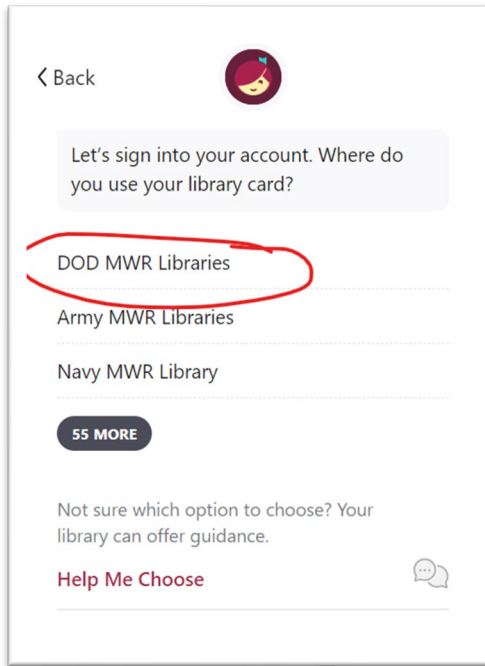 Back
Let's sign into your account. Where do
you use your library card?
DOD MWR Libraries
Army MWR Libraries
Navy MWR Library
55 MORE
Not sure which option to choose? Your
library can offer guidance.
Help Me Choose